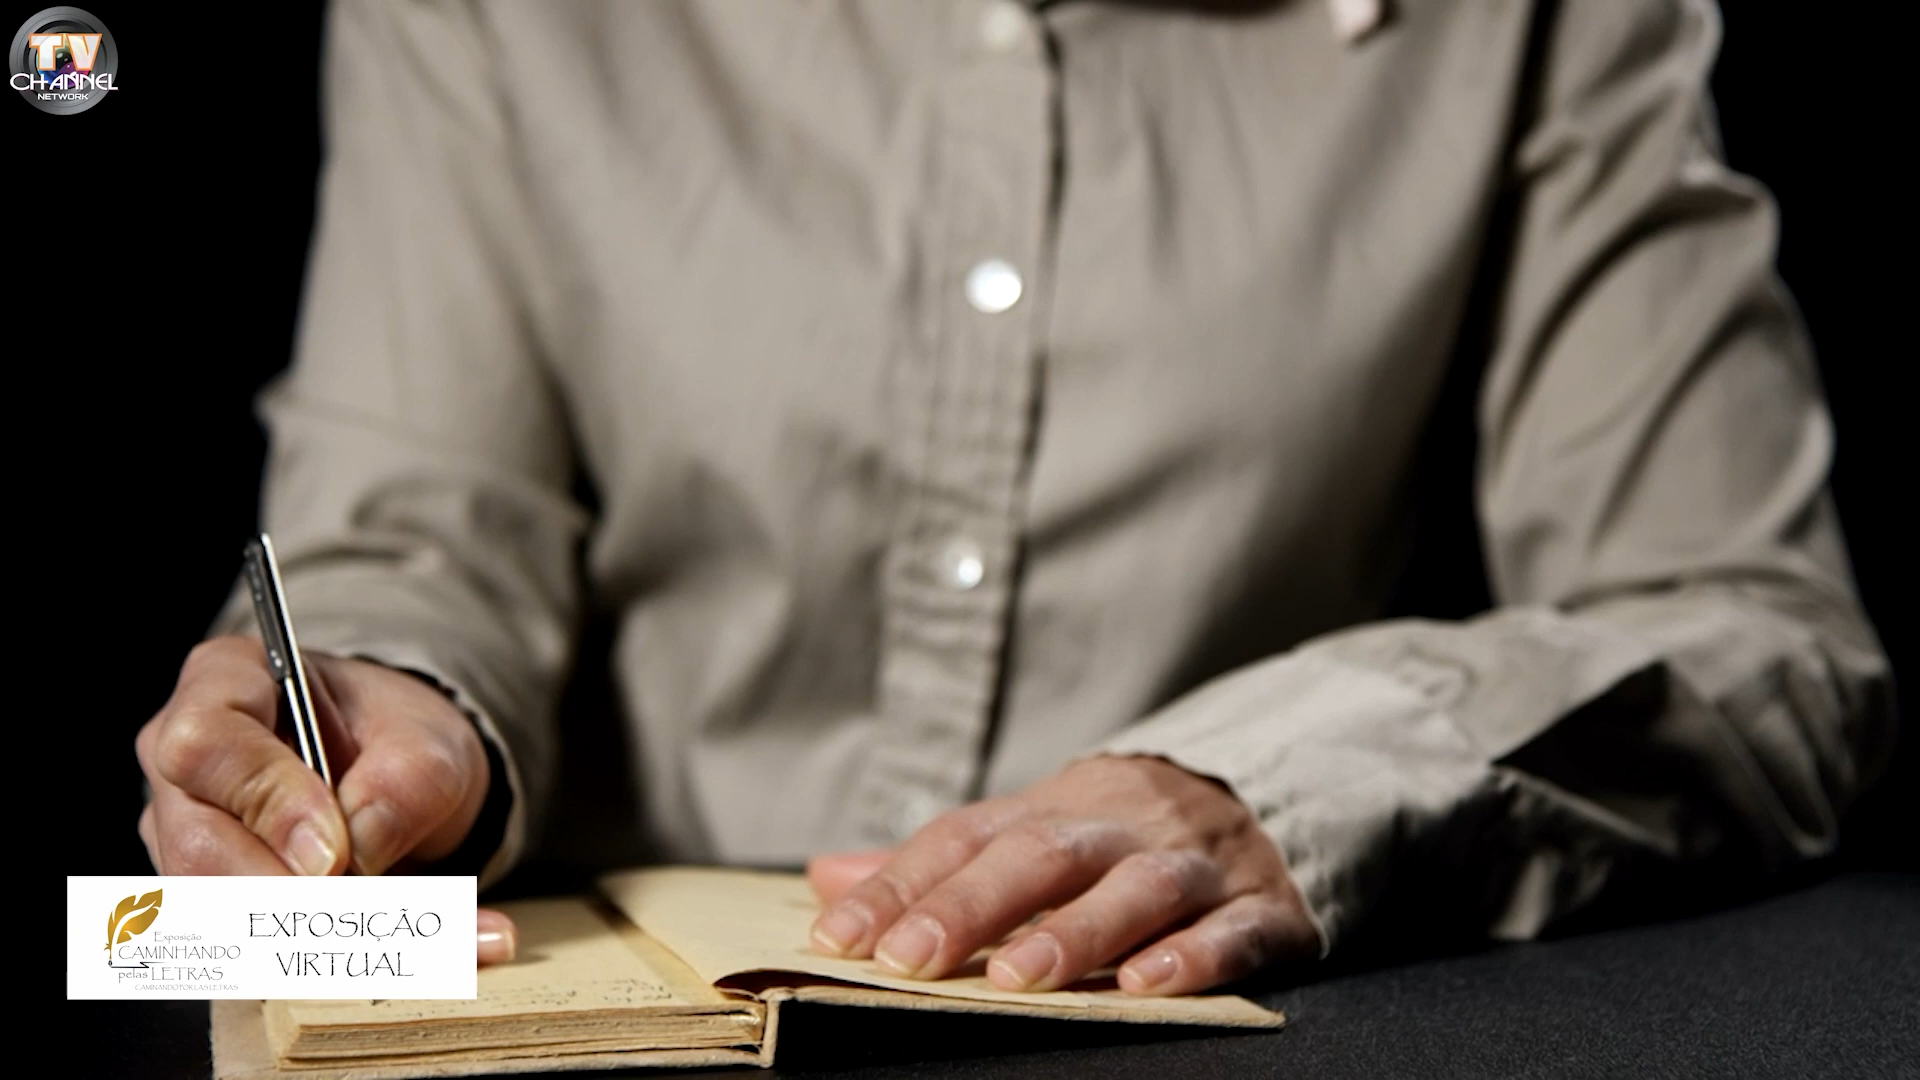 TV
CHANNEL
NETWORK
Exposição
CAMINHANDO
pelas LETRAS
CAMINANDO POR LAS LETRAS
EXPOSIÇÃO
VIRTUAL